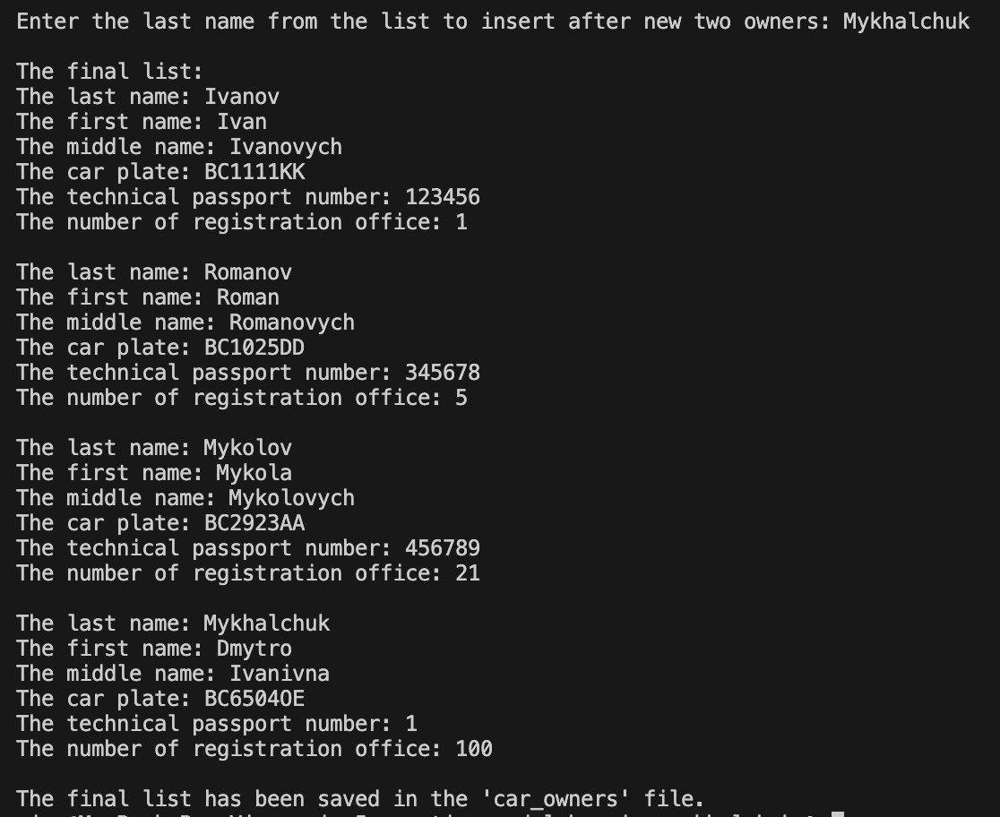 Enter the last name from the list to insert after new two owners: Mykhalchuk
The final list:
The last name: Ivanov
The first name: Ivan
The middle name: Ivanovych
The car plate: BC1111KK
The technical passport number: 123456
The number of registration office: 1
The last name: Romanov
The first name: Roman
The middle name: Romanovych
The car plate: BC1025DD
The technical passport number: 345678
The number of registration office: 5
The last name: Mykolov
The first name: Mykola
The middle name: Mykolovych
The car plate: BC2923AA
The technical passport number: 456789
The number of registration office: 21
The last name: Mykhalchuk
The first name: Dmytro
The middle name: Ivanivna
The car plate: BC6504OE
The technical passport number: 1
The number of registration office: 100
The final list has been saved in the 'car_owners' file.